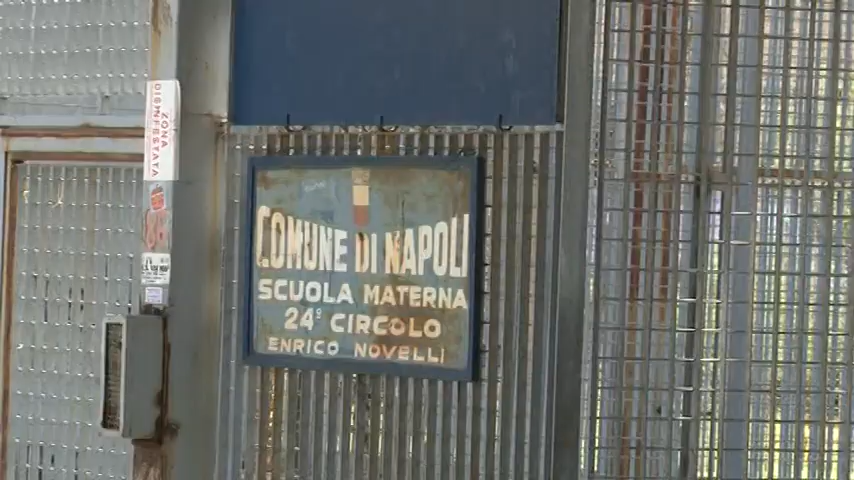 ZONA
DISINFESTATA
COMUNE DI NAPOLI
SCUOLA MATERNA
24° CIRCOLO
ENRICO NOVELLI